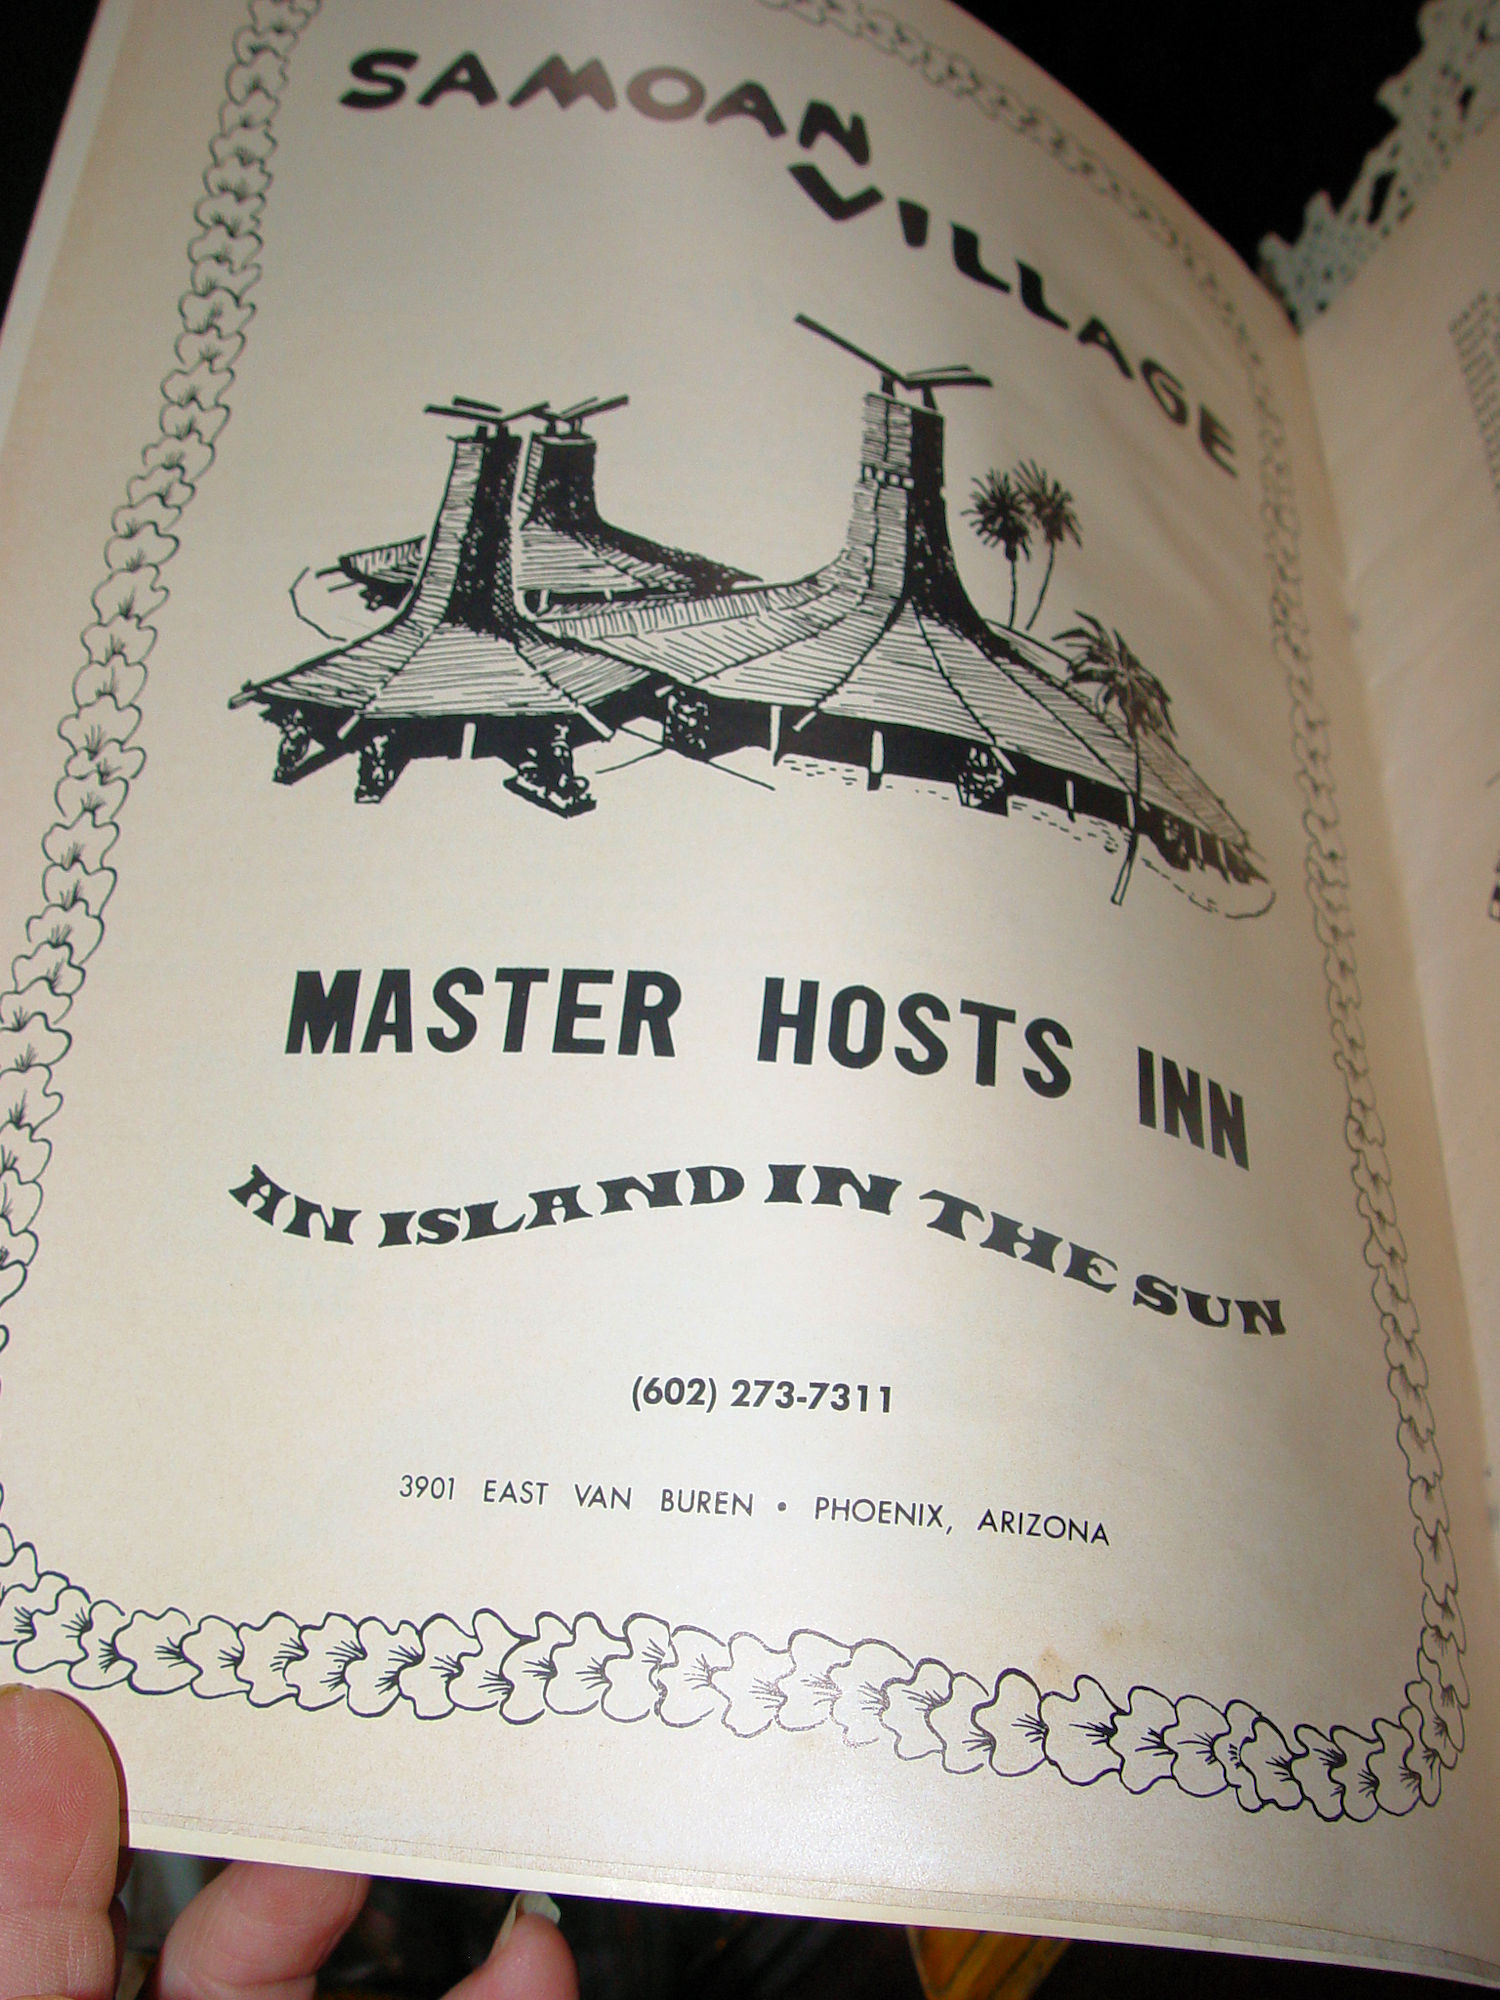 SAMOAN
VILLAGE
MASTER HOSTS INN
AN ISLAND IN THE SUN
(602) 273-7311
3901 EAST VAN BUREN • PHOENIX, ARIZONA